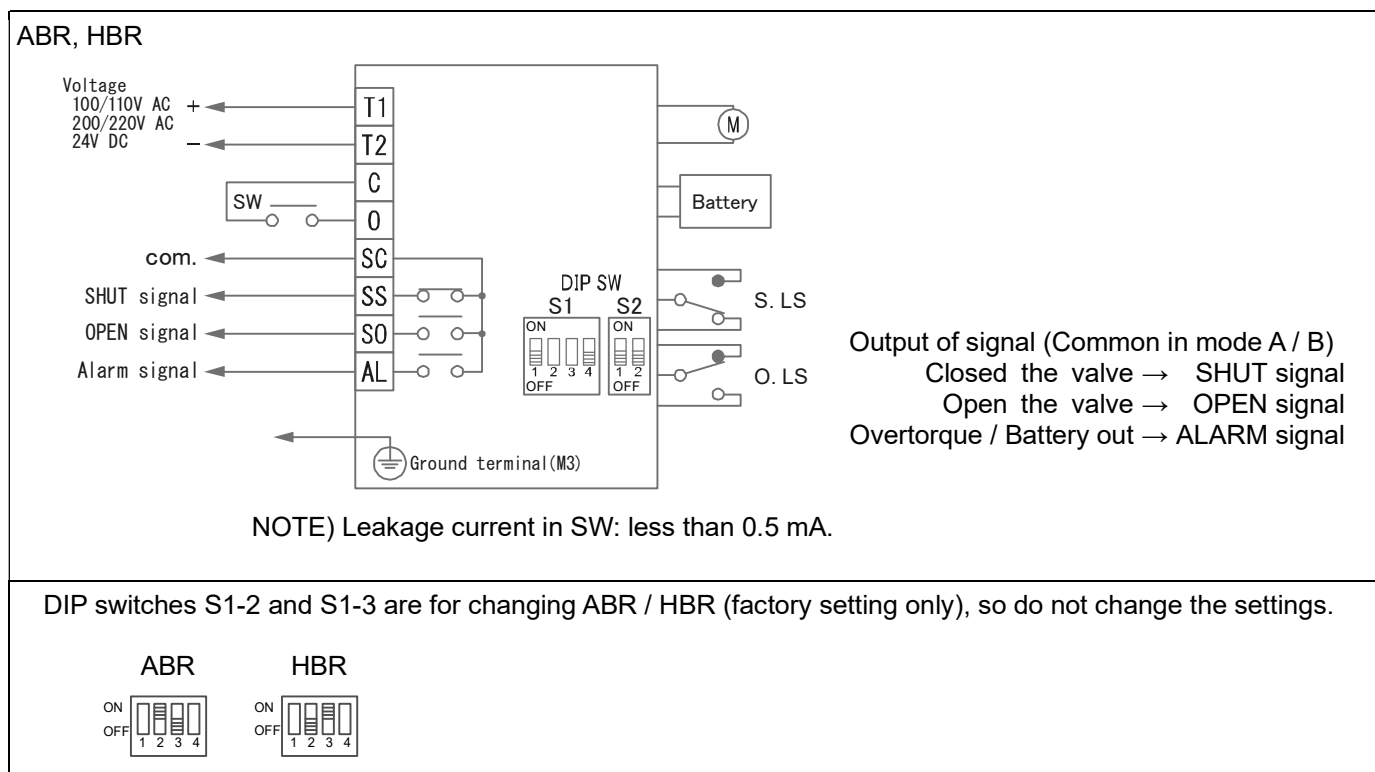 ABR, HBR
Voltage
100/110V AC +
200/220V AC
24V DC −
T1
T2
C
O
SC
SS
SO
AL
SW
com.
SHUT signal
OPEN signal
Alarm signal
M
Battery
DIP SW
S1 S2
ON ON
1 2 3 4 1 2
OFF OFF
S. LS
O. LS
Ground terminal(M3)
Output of signal (Common in mode A / B)
Closed the valve → SHUT signal
Open the valve → OPEN signal
Overtorque / Battery out → ALARM signal
NOTE) Leakage current in SW: less than 0.5 mA.
DIP switches S1-2 and S1-3 are for changing ABR / HBR (factory setting only), so do not change the settings.
ABR HBR
ON ON
OFF OFF
1 2 3 4 1 2 3 4